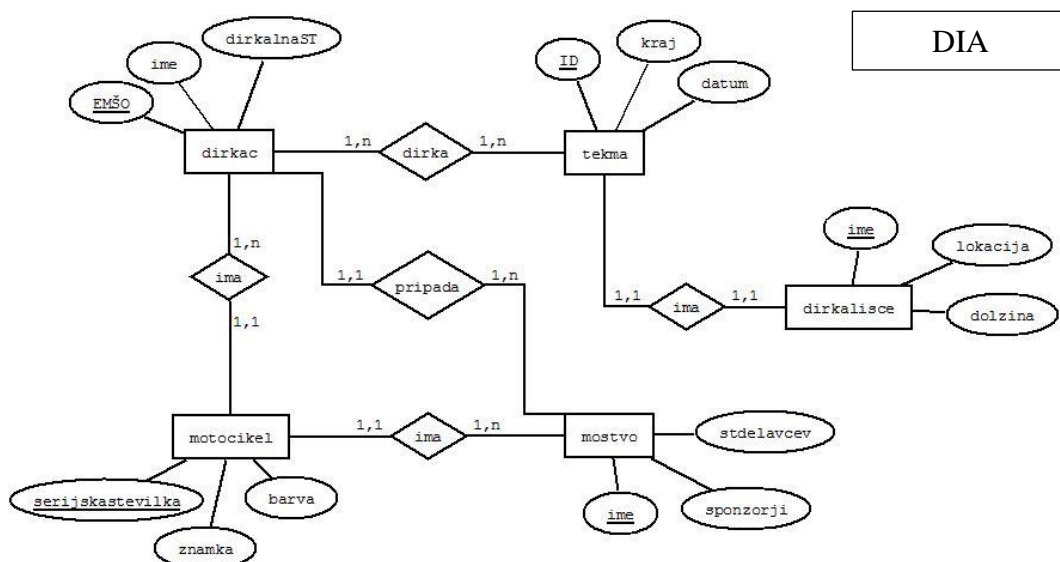 dirkalnaST
DIA
kraj
ime
ID
datum
EMŠO
1,n
1,n
dirkac
dirka
tekma
ime
lokacija
1,n
ima
1,1
1,n
pripada
1,1
1,1
ima
dirkalisce
dolzina
1,1
motocikel
1,1
ima
1,n
mostvo
stdelavcev
serijskastevilka
barva
ime
sponzorji
znamka